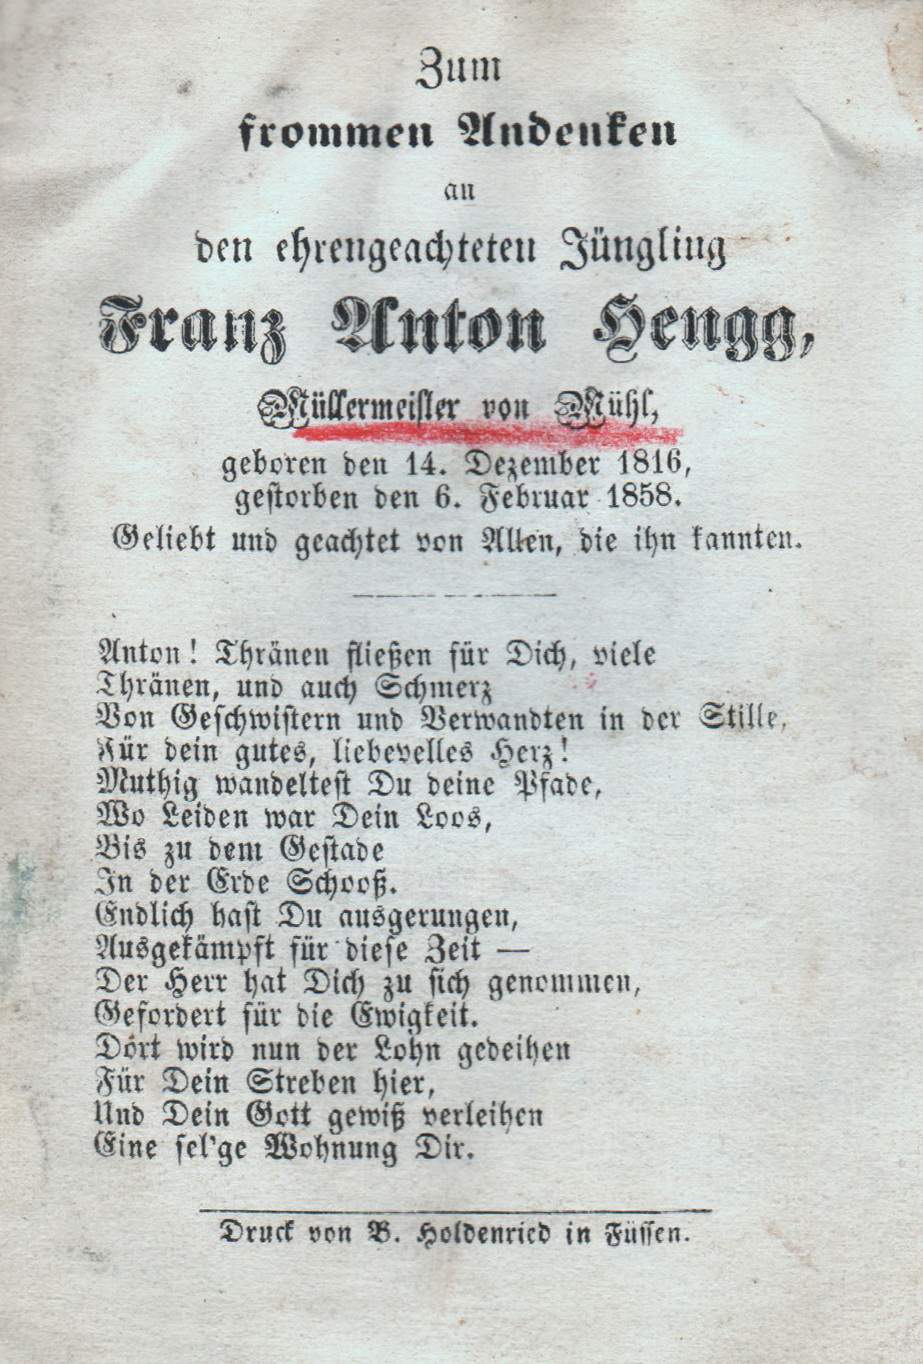 Zum
frommen Andenken
an
den ehrengeachteten Jüngling
Franz Anton Hengg,
Müllermeister von Mühl,
geboren den 14. Dezember 1816,
gestorben den 6. Februar 1858.
Geliebt und geachtet von Allen, die ihn kannten.
Anton! Thränen fließen für Dich, viele
Thränen, und auch Schmerz
Von Geschwistern und Verwandten in der Stille,
Für dein gutes, liebevelles Herz!
Muthig wandeltest Du deine Pfade,
Wo Leiden war Dein Loos,
Bis zu dem Gestade
In der Erde Schooß.
Endlich hast Du ausgerungen,
Ausgekämpft für diese Zeit —
Der Herr hat Dich zu sich genommen,
Gefordert für die Ewigkeit.
Dort wird nun der Lohn gedeihen
Für Dein Streben hier,
Und Dein Gott gewiß verleihen
Eine sel'ge Wohnung Dir.
Druck von B. Holdenried in Füssen.